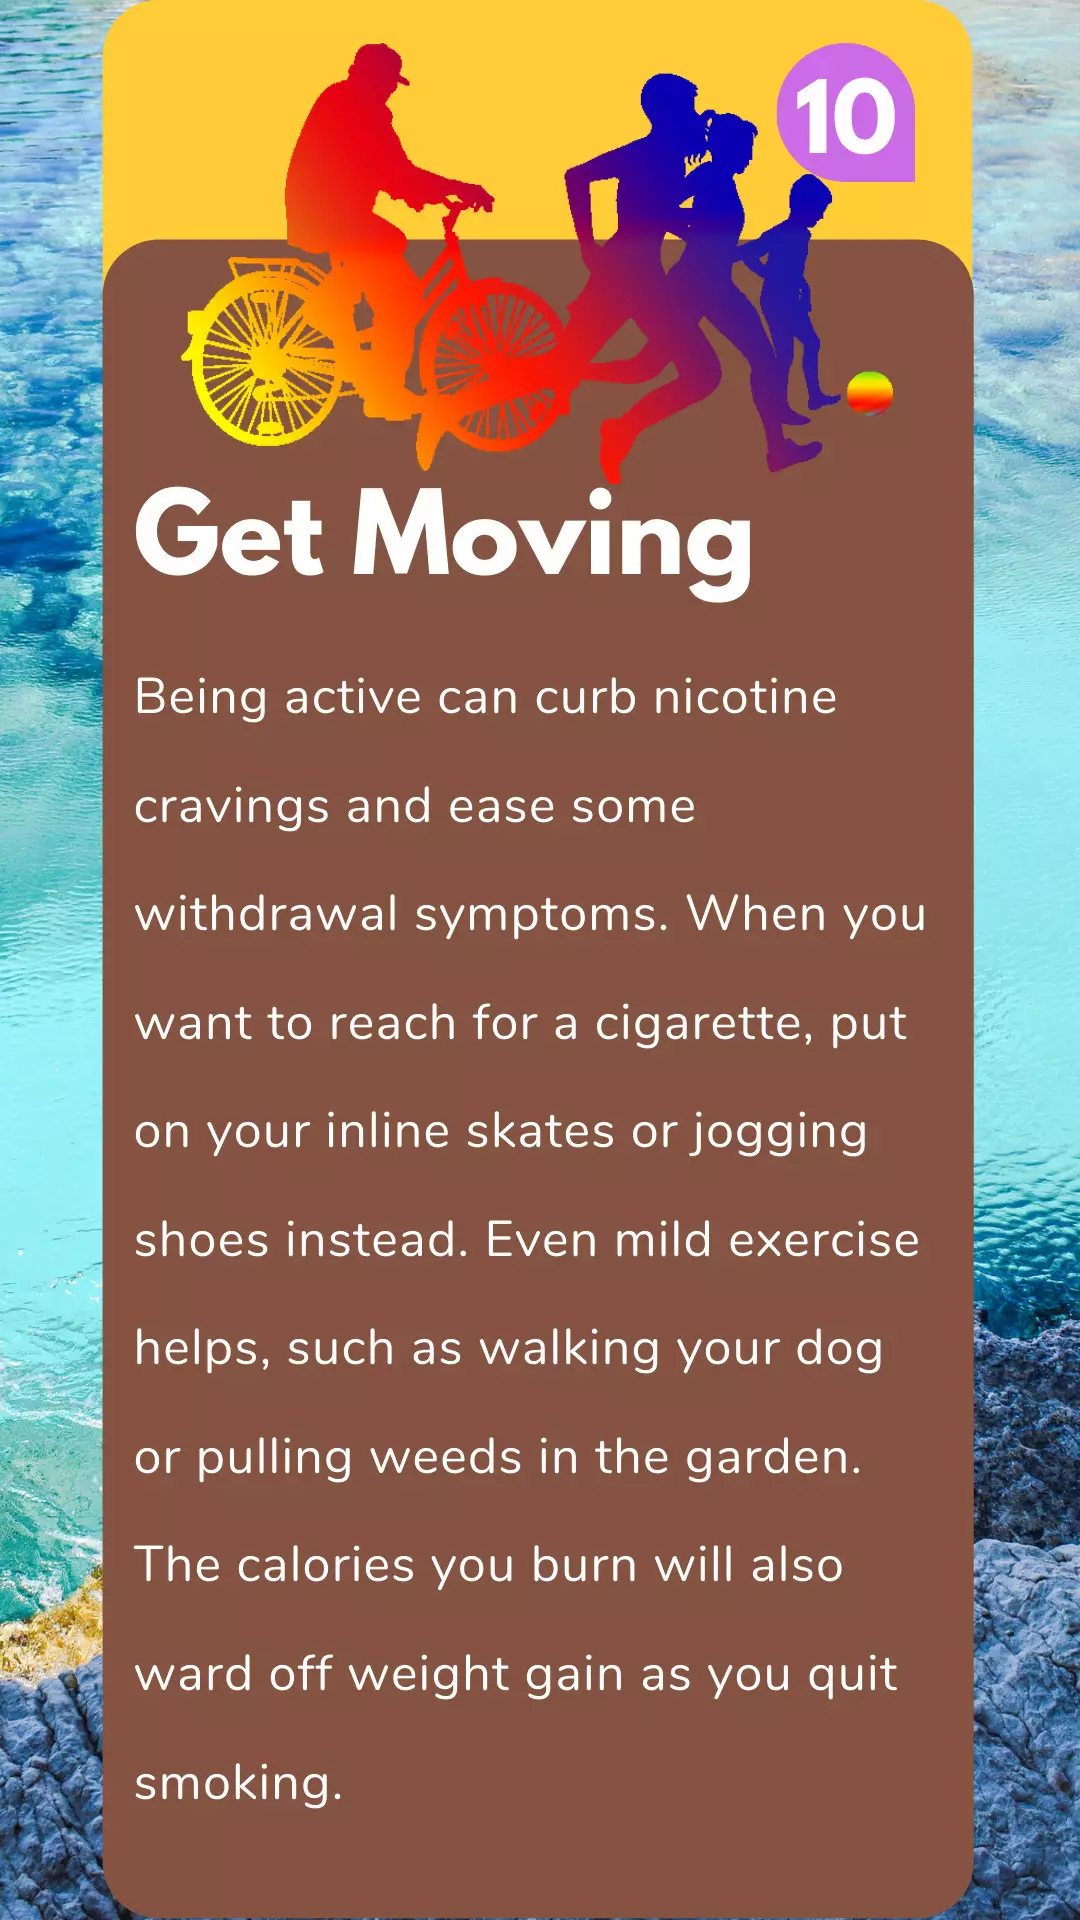 10
Get Moving
Being active can curb nicotine
cravings and ease some
withdrawal symptoms. When you
want to reach for a cigarette, put
on your inline skates or jogging
shoes instead. Even mild exercise
helps, such as walking your dog
or pulling weeds in the garden.
The calories you burn will also
ward off weight gain as you quit
smoking.